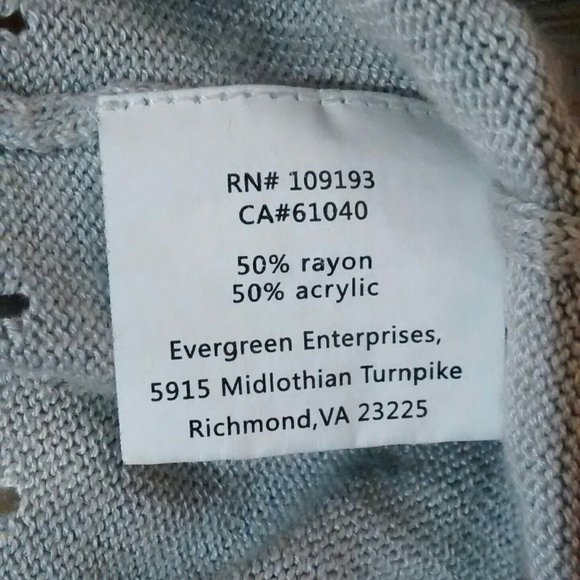 RN# 109193
CA#61040
50% rayon
50% acrylic
Evergreen Enterprises,
5915 Midlothian Turnpike
Richmond,VA 23225